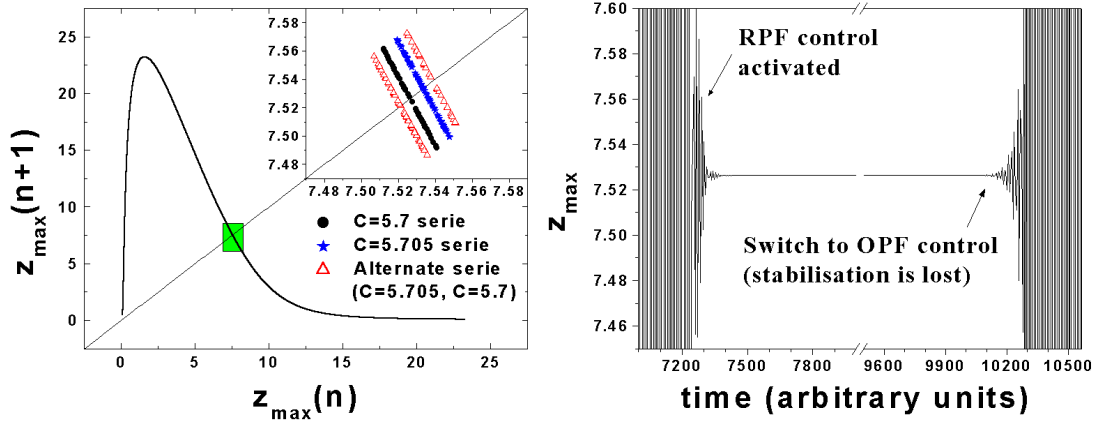 25
20
15
10
5
0
z_max(n+1)
0
5
10
15
20
25
z_max(n)
7.58
7.56
7.54
7.52
7.50
7.48
7.48 7.50 7.52 7.54 7.56 7.58
C=5.7 serie
C=5.705 serie
Alternate serie
(C=5.705, C=5.7)
7.60
7.58
7.56
7.54
7.52
7.50
7.48
7.46
z_max
RPF control
activated
Switch to OPF control
(stabilisation is lost)
7200 7500 7800 9600 9900 10200 10500
time (arbitrary units)